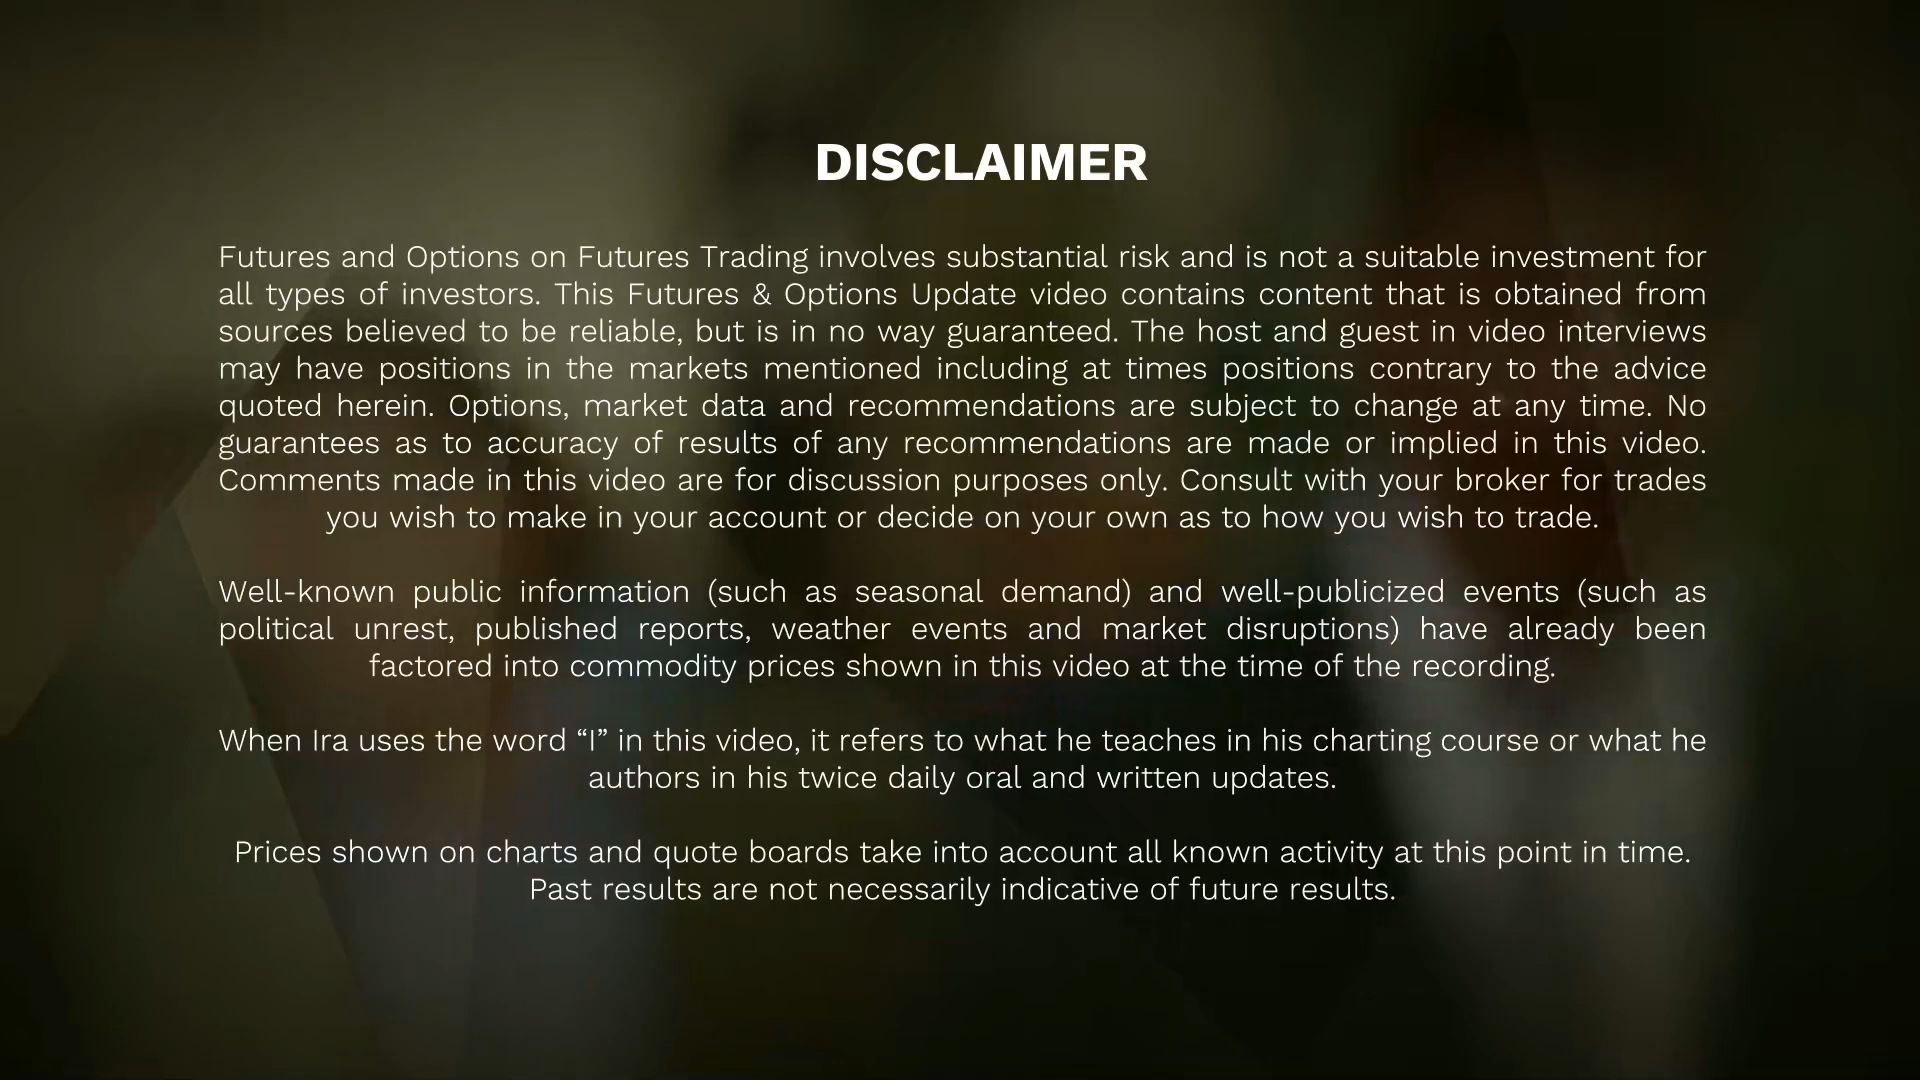 DISCLAIMER
Futures and Options on Futures Trading involves substantial risk and is not a suitable investment for
all types of investors. This Futures & Options Update video contains content that is obtained from
sources believed to be reliable, but is in no way guaranteed. The host and guest in video interviews
may have positions in the markets mentioned including at times positions contrary to the advice
quoted herein. Options, market data and recommendations are subject to change at any time. No
guarantees as to accuracy of results of any recommendations are made or implied in this video.
Comments made in this video are for discussion purposes only. Consult with your broker for trades
you wish to make in your account or decide on your own as to how you wish to trade.
Well-known public information (such as seasonal demand) and well-publicized events (such as
political unrest, published reports, weather events and market disruptions) have already been
factored into commodity prices shown in this video at the time of the recording.
When Ira uses the word “I” in this video, it refers to what he teaches in his charting course or what he
authors in his twice daily oral and written updates.
Prices shown on charts and quote boards take into account all known activity at this point in time.
Past results are not necessarily indicative of future results.